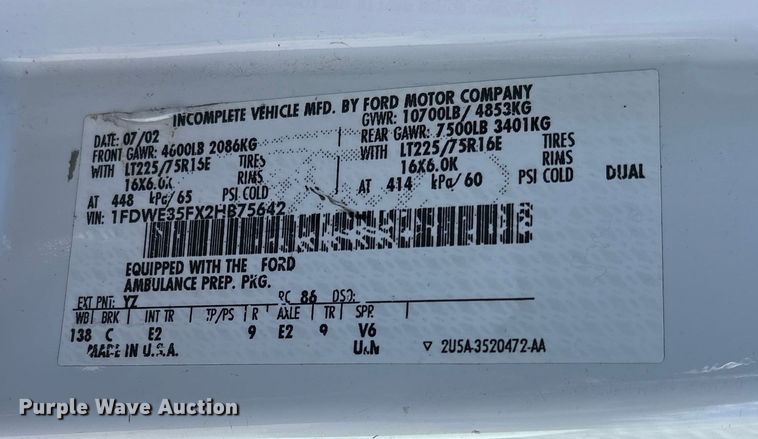 INCOMPLETE VEHICLE MFD. BY FORD MOTOR COMPANY
DATE: 07/02 GVWR: 10700LB/ 4853KG
FRONT GAWR: 4600LB 2086KG REAR GAWR: 7500LB 3401KG
WITH LT225/75R16E TIRES WITH LT225/75R16E TIRES
16X6.0K RIMS 16X6.0K RIMS DUAL
AT 448 kPa/65 PSI COLD AT 414 kPa/60 PSI COLD
VIN: 1FDWE35FX2HB75642
EQUIPPED WITH THE FORD
AMBULANCE PREP. PKG.
EXT PNT: YZ RC: 86 DSO:
WB BRK INT TR TP/PS R AXLE TR SPR
138 C E2 9 E2 9 V6
MADE IN U.S.A. ▽ 2U5A-3520472-AA
Purple Wave Auction